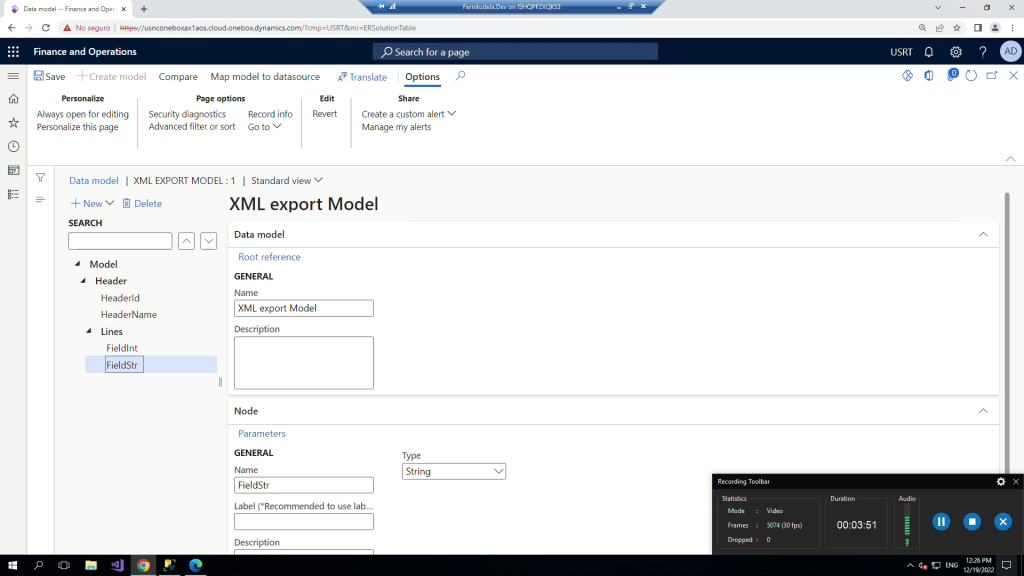 Data model -- Finance and Oper
Fernitudela.Dev on ISHQPF2XQKS3
No seguro
https://usnconeboxax1aos.cloud.onebox.dynamics.com/?cmp=USRT&mi=ERSolutionTable
Finance and Operations
Search for a page
USRT
AD
Save
Create model
Compare
Map model to datasource
Translate
Options
0
Personalize
Page options
Edit
Share
Always open for editing
Security diagnostics
Record info
Revert
Create a custom alert
Personalize this page
Advanced filter or sort
Go to
Manage my alerts
Data model | XML EXPORT MODEL : 1 | Standard view
New
Delete
XML export Model
SEARCH
Data model
Root reference
Model
GENERAL
Header
Name
HeaderId
XML export Model
HeaderName
Description
Lines
FieldInt
FieldStr
Node
Parameters
GENERAL
Type
Name
String
FieldStr
Label (*Recommended to use lab...
Description
Recording Toolbar
Statistics
Duration
Audio
Mode : Video
Frames : 5074 (30 fps)
00:03:51
Dropped : 0
ENG
12:26 PM
12/19/2022